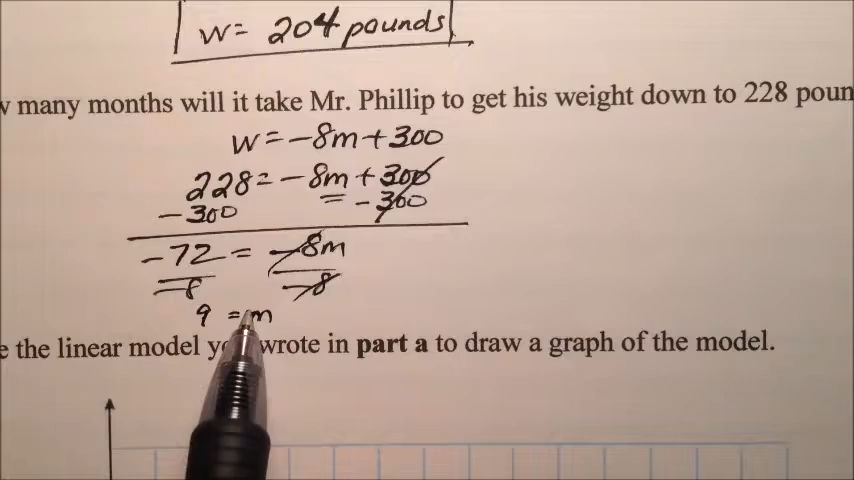 w= 204 pounds
many months will it take Mr. Phillip to get his weight down to 228
w = -8m + 300
228 = -8m + 300
-300 = -300
-72 = -8m
-8 -8
9 = m
the linear model you wrote in part a to draw a graph of the model.